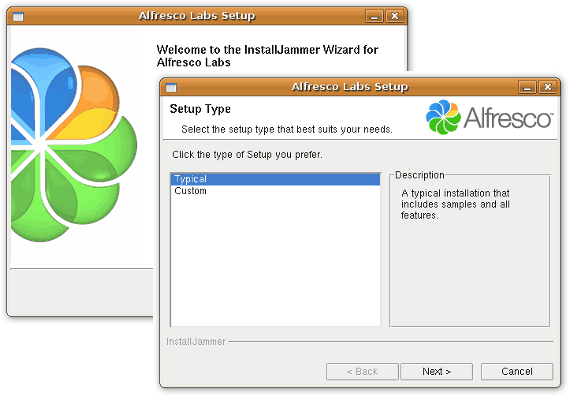 Alfresco Labs Setup
Welcome to the InstallJammer Wizard for
Alfresco Labs
Alfresco Labs Setup
Setup Type
Select the setup type that best suits your needs.
Alfresco™
Click the type of Setup you prefer.
Typical
Custom
Description
A typical installation that
includes samples and all
features.
InstallJammer
< Back
Next >
Cancel